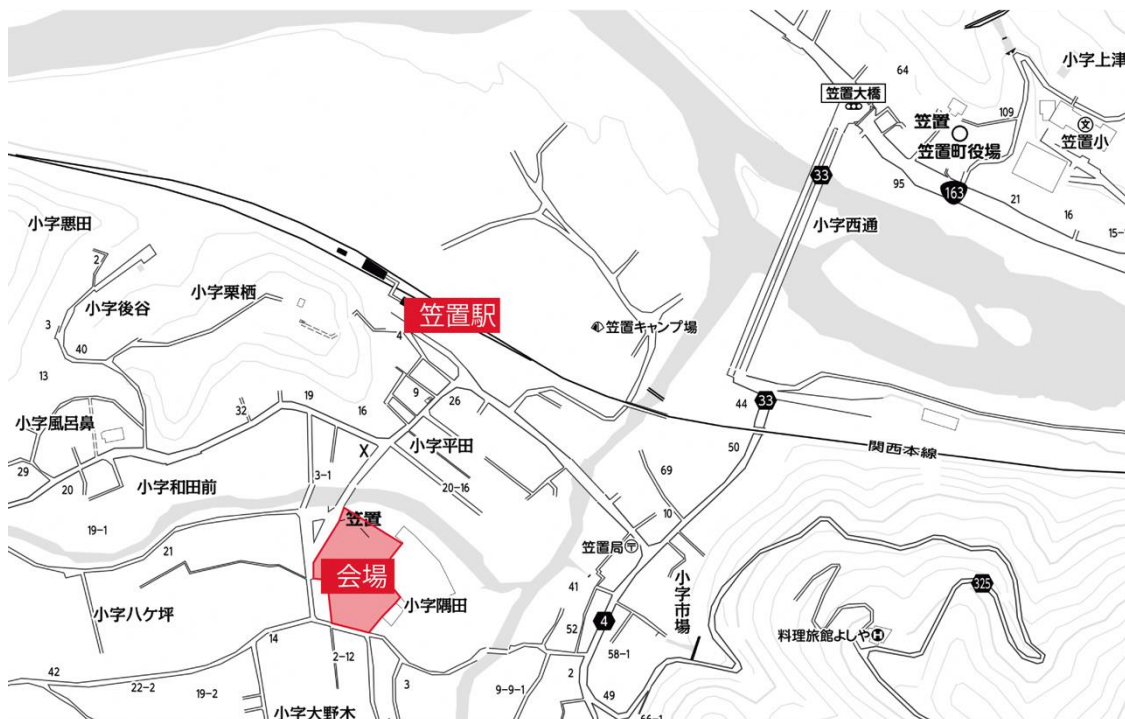 小字上津
笠置大橋
64
109
笠置
笠置町役場
文
笠置小
33
95
163
21
16
15-1
小字西通
小字悪田
2
小字後谷
小字栗栖
3
40
13
笠置駅
4
笠置キャンプ場
19
16
9
26
32
44
33
50
関西本線
小字風呂鼻
小字平田
X
29
20
3-1
小字和田前
20-16
69
19-1
10
笠置
21
笠置局
会場
41
小字市場
325
小字八ケ坪
小字隅田
52
4
料理旅館よしや
H
14
2-12
58-1
42
22-2
19-2
3
9-9-1
2
49
小字大野木
66-1